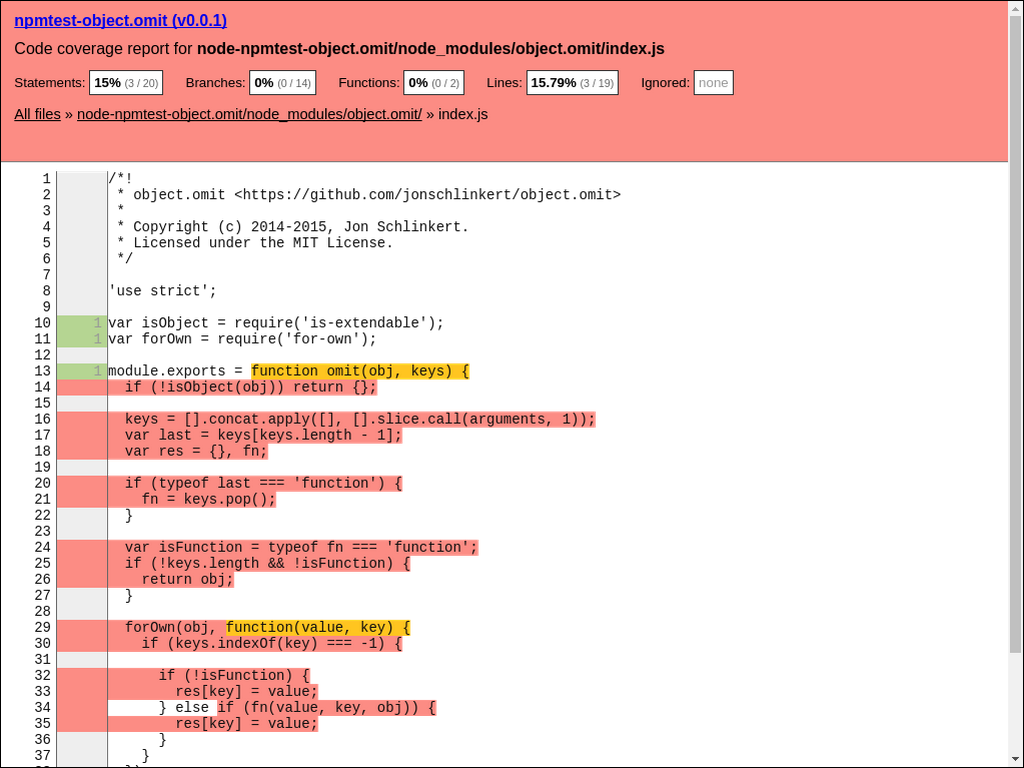 npmtest-object.omit (v0.0.1)
Code coverage report for node-npmtest-object.omit/node_modules/object.omit/index.js
Statements: 15% (3 / 20) Branches: 0% (0 / 14) Functions: 0% (0 / 2) Lines: 15.79% (3 / 19) Ignored: none
All files » node-npmtest-object.omit/node_modules/object.omit/ » index.js
1 /*!
2  * object.omit <https://github.com/jonschlinkert/object.omit>
3  *
4  * Copyright (c) 2014-2015, Jon Schlinkert.
5  * Licensed under the MIT License.
6  */
7
8 'use strict';
9
10 1 var isObject = require('is-extendable');
11 1 var forOwn = require('for-own');
12
13 1 module.exports = function omit(obj, keys) {
14   if (!isObject(obj)) return {};
15
16   keys = [].concat.apply([], [].slice.call(arguments, 1));
17   var last = keys[keys.length - 1];
18   var res = {}, fn;
19
20   if (typeof last === 'function') {
21     fn = keys.pop();
22   }
23
24   var isFunction = typeof fn === 'function';
25   if (!keys.length && !isFunction) {
26     return obj;
27   }
28
29   forOwn(obj, function(value, key) {
30     if (keys.indexOf(key) === -1) {
31
32       if (!isFunction) {
33         res[key] = value;
34       } else if (fn(value, key, obj)) {
35         res[key] = value;
36       }
37     }